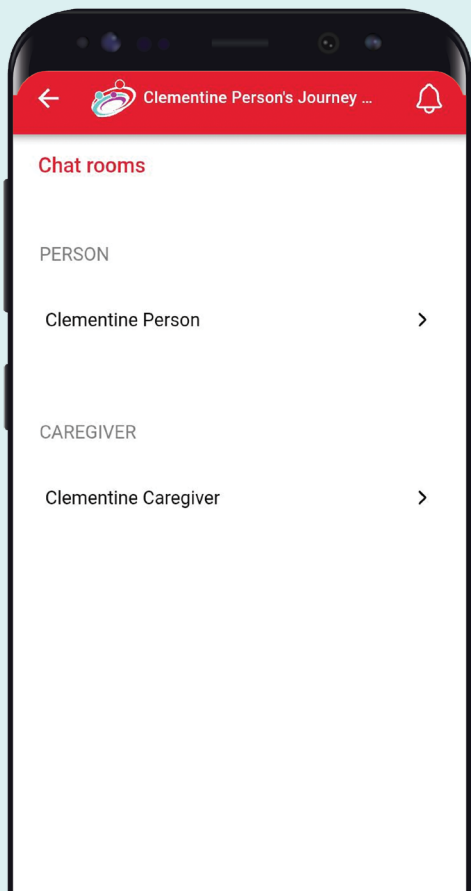 Clementine Person's Journey ...
Chat rooms
PERSON
Clementine Person
CAREGIVER
Clementine Caregiver